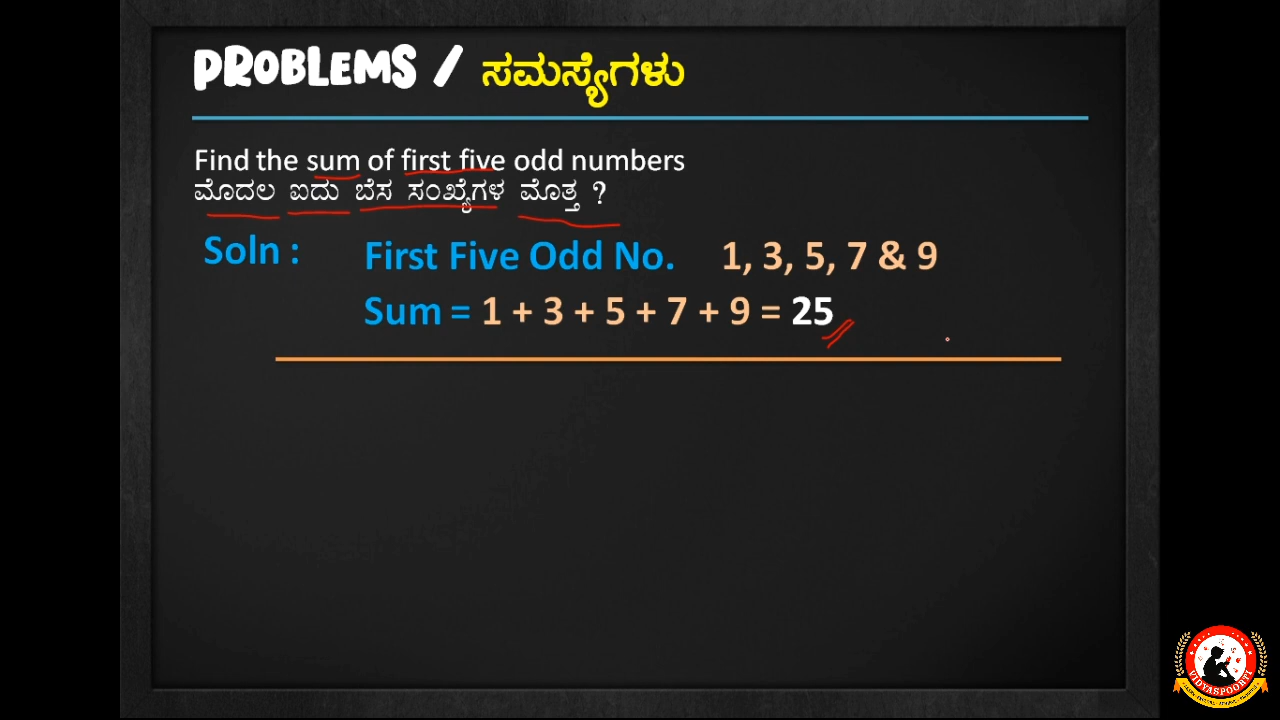 PROBLEMS / ಸಮಸ್ಯೆಗಳು
Find the sum of first five odd numbers
ಮೊದಲ ಐದು ಬೆಸ ಸಂಖ್ಯೆಗಳ ಮೊತ್ತ ?
Soln : First Five Odd No. 1, 3, 5, 7 & 9
Sum = 1 + 3 + 5 + 7 + 9 = 25
VIDYASPOORTI